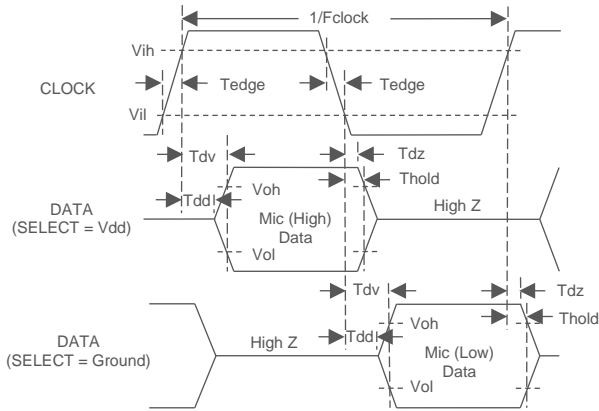 1/Fclock
Vih
CLOCK
Tedge
Tedge
Vil
Tdv
Tdz
Voh
Thold
Tdd
DATA
(SELECT = Vdd)
Mic (High)
Data
High Z
Vol
Tdv
Tdz
Voh
Thold
Tdd
DATA
(SELECT = Ground)
High Z
Mic (Low)
Data
Vol